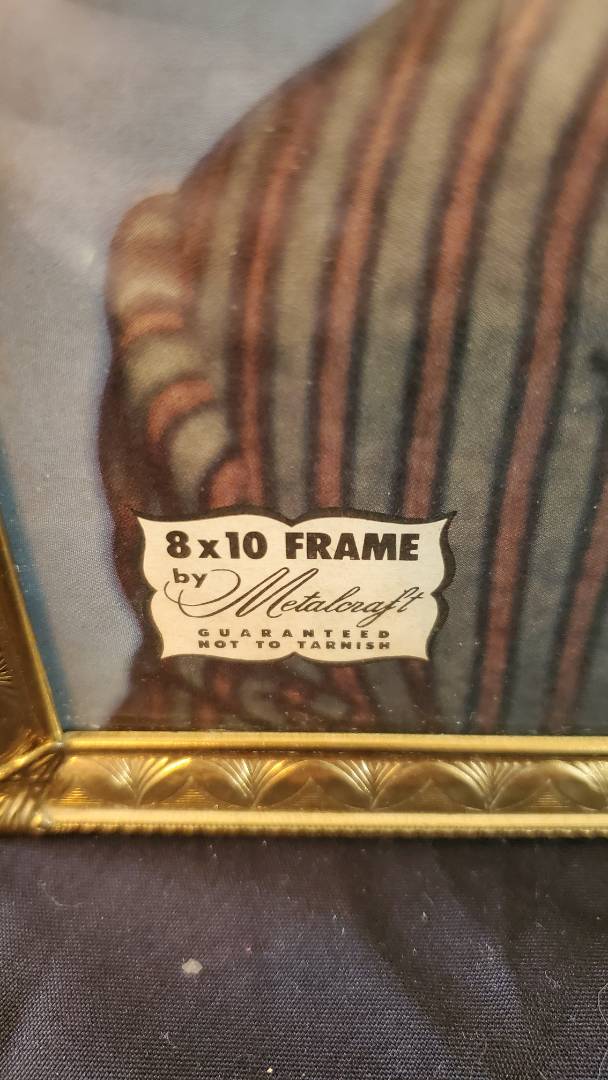 8x10 FRAME
by Metalcraft
GUARANTEED
NOT TO TARNISH